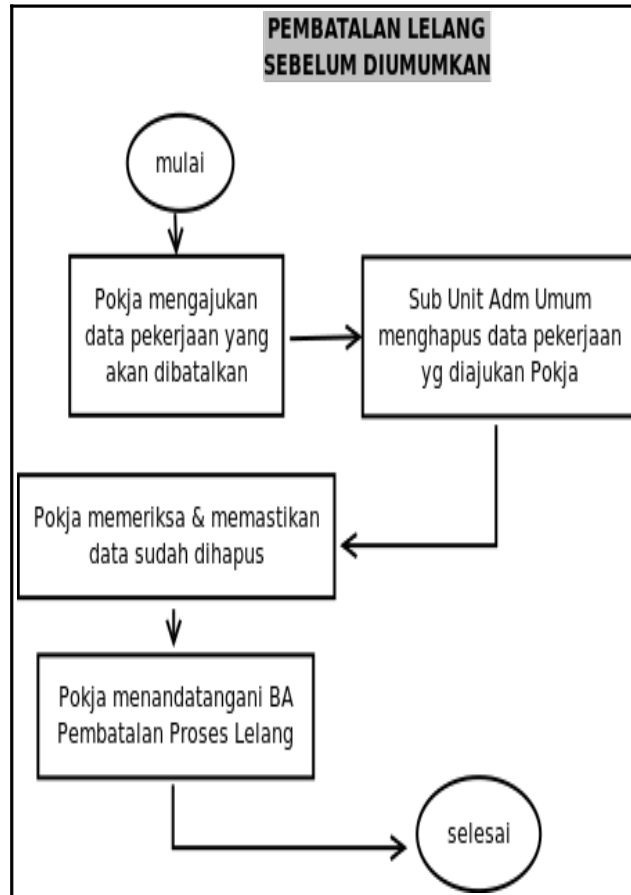 PEMBATALAN LELANG
SEBELUM DIUMUMKAN
mulai
Pokja mengajukan
data pekerjaan yang
akan dibatalkan
Sub Unit Adm Umum
menghapus data pekerjaan
yg diajukan Pokja
Pokja memeriksa & memastikan
data sudah dihapus
Pokja menandatangani BA
Pembatalan Proses Lelang
selesai